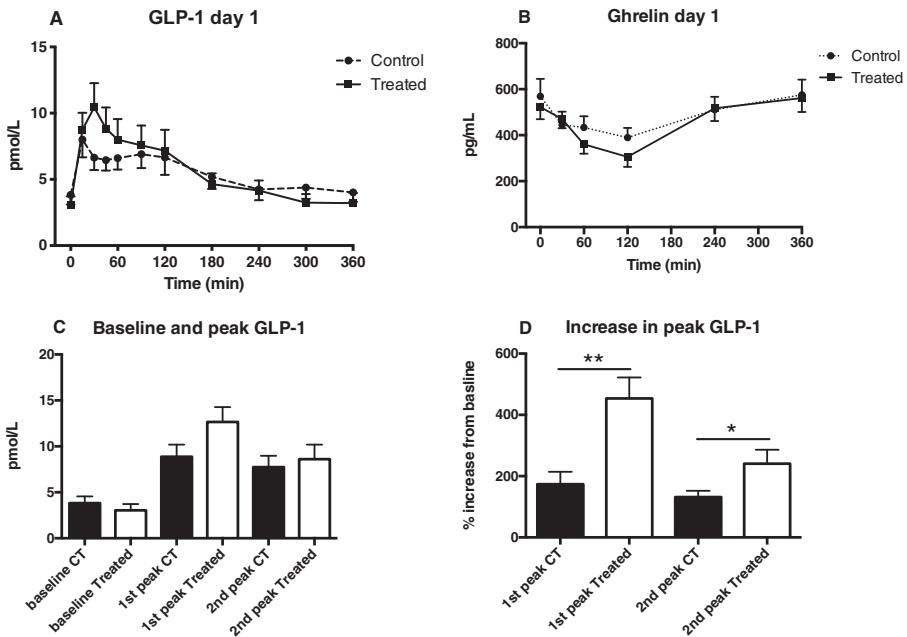 A
GLP-1 day 1
15
10
5
0
pmol/L
0
60
120
180
240
300
360
Time (min)
Control
Treated
B
Ghrelin day 1
800
600
400
200
0
pg/mL
0
60
120
180
240
300
360
Time (min)
Control
Treated
C
Baseline and peak GLP-1
20
15
10
5
0
pmol/L
baseline CT
baseline Treated
1st peak CT
1st peak Treated
2nd peak CT
2nd peak Treated
D
Increase in peak GLP-1
600
400
200
0
% increase from basline
**
*
1st peak CT
1st peak Treated
2nd peak CT
2nd peak Treated